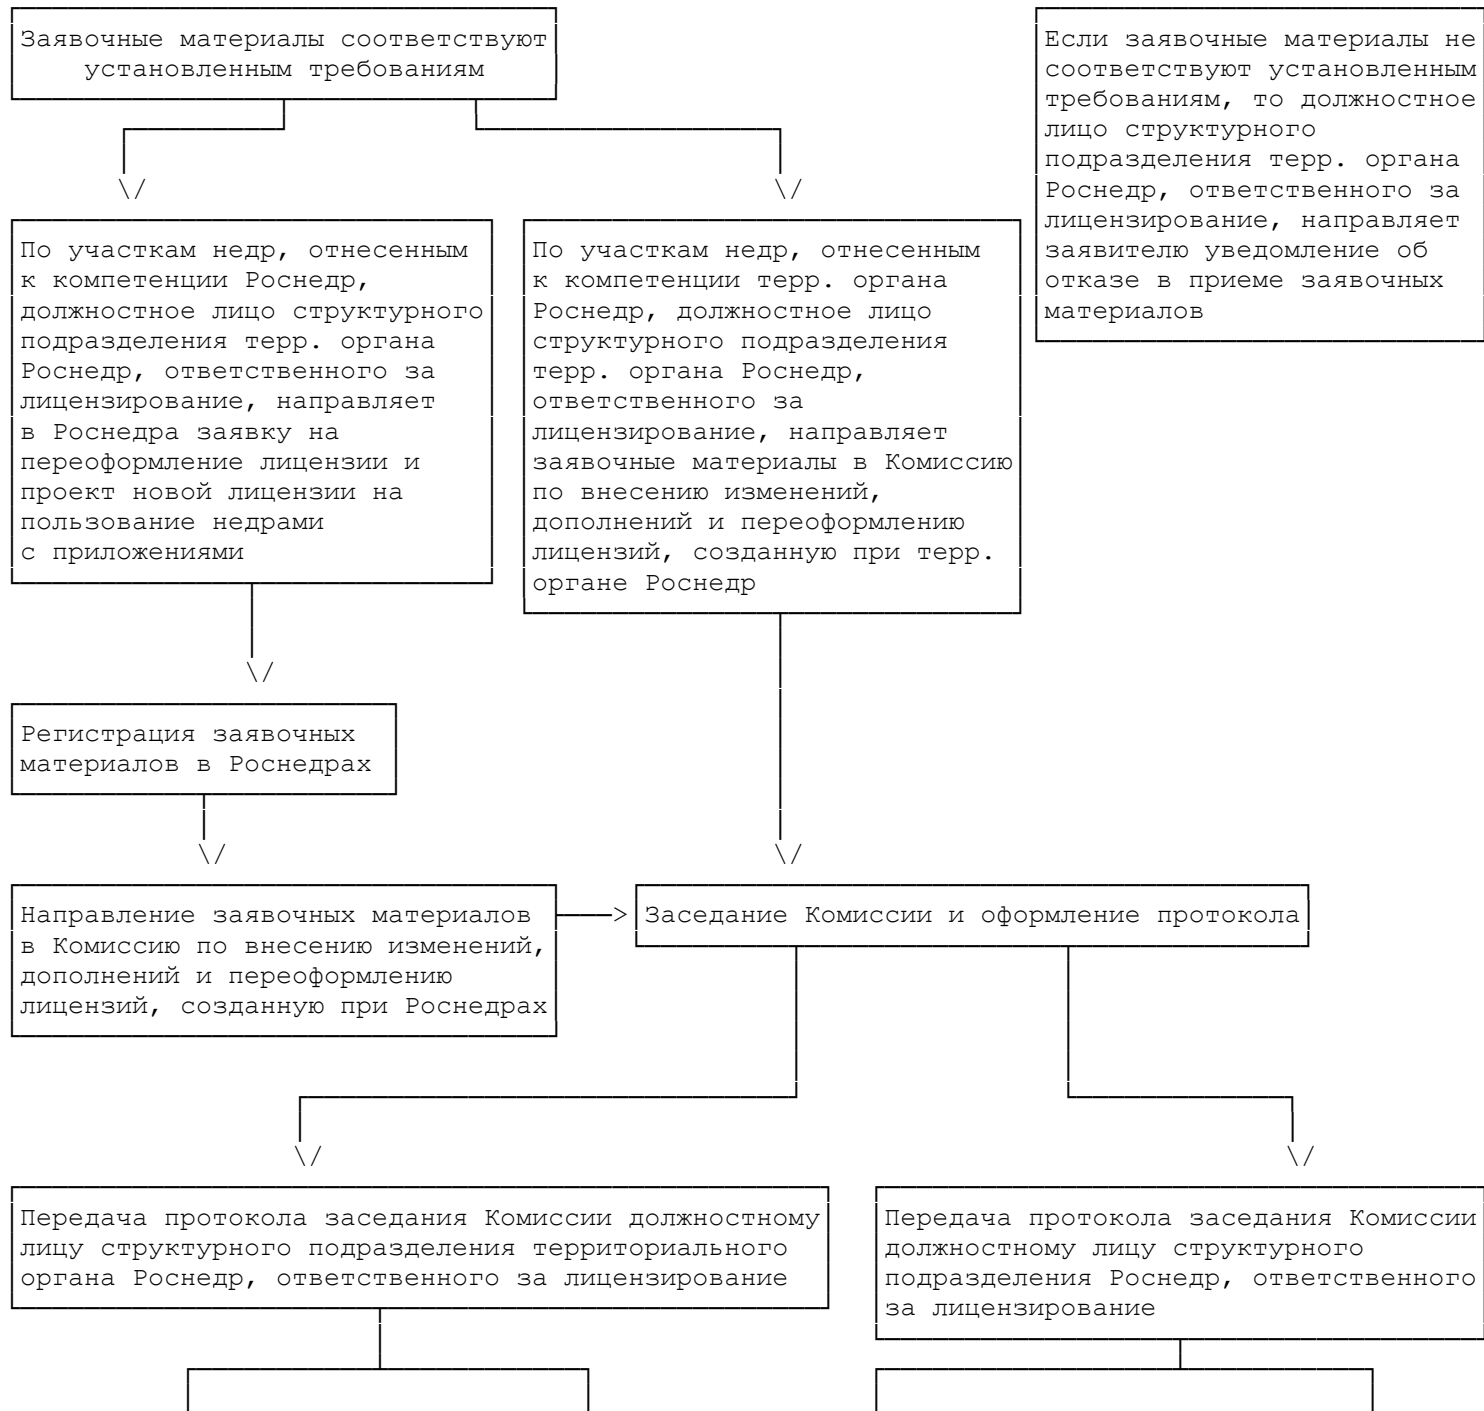 Заявочные материалы соответствуют
установленным требованиям
Если заявочные материалы не
соответствуют установленным
требованиям, то должностное
лицо структурного
подразделения терр. органа
Роснедр, ответственного за
лицензирование, направляет
заявителю уведомление об
отказе в приеме заявочных
материалов
По участкам недр, отнесенным
к компетенции Роснедр,
должностное лицо структурного
подразделения терр. органа
Роснедр, ответственного за
лицензирование, направляет
в Роснедра заявку на
переоформление лицензии и
проект новой лицензии на
пользование недрами
с приложениями
По участкам недр, отнесенным
к компетенции терр. органа
Роснедр, должностное лицо
структурного подразделения
терр. органа Роснедр,
ответственного за
лицензирование, направляет
заявочные материалы в Комиссию
по внесению изменений,
дополнений и переоформлению
лицензий, созданную при терр.
органе Роснедр
Регистрация заявочных
материалов в Роснедрах
Направление заявочных материалов
в Комиссию по внесению изменений,
дополнений и переоформлению
лицензий, созданную при Роснедрах
Заседание Комиссии и оформление протокола
Передача протокола заседания Комиссии должностному
лицу структурного подразделения территориального
органа Роснедр, ответственного за лицензирование
Передача протокола заседания Комиссии
должностному лицу структурного
подразделения Роснедр, ответственного
за лицензирование